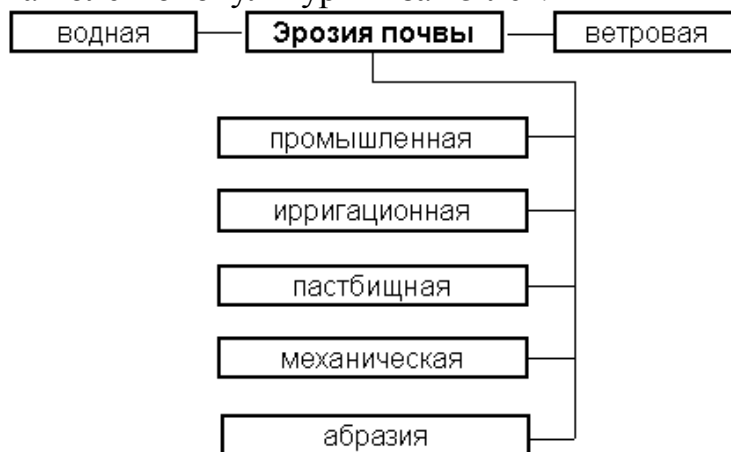 водная Эрозия почвы ветровая
промышленная
ирригационная
пастбищная
механическая
абразия